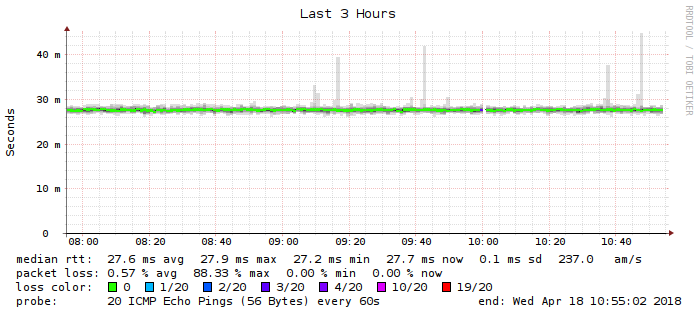 Last 3 Hours
RRDTOOL / TOBI OETIKER
Seconds
40 m
30 m
20 m
10 m
0
08:00 08:20 08:40 09:00 09:20 09:40 10:00 10:20 10:40
median rtt: 27.6 ms avg 27.9 ms max 27.2 ms min 27.7 ms now 0.1 ms sd 237.0 am/s
packet loss: 0.57 % avg 88.33 % max 0.00 % min 0.00 % now
loss color: 0 1/20 2/20 3/20 4/20 10/20 19/20
probe: 20 ICMP Echo Pings (56 Bytes) every 60s end: Wed Apr 18 10:55:02 2018